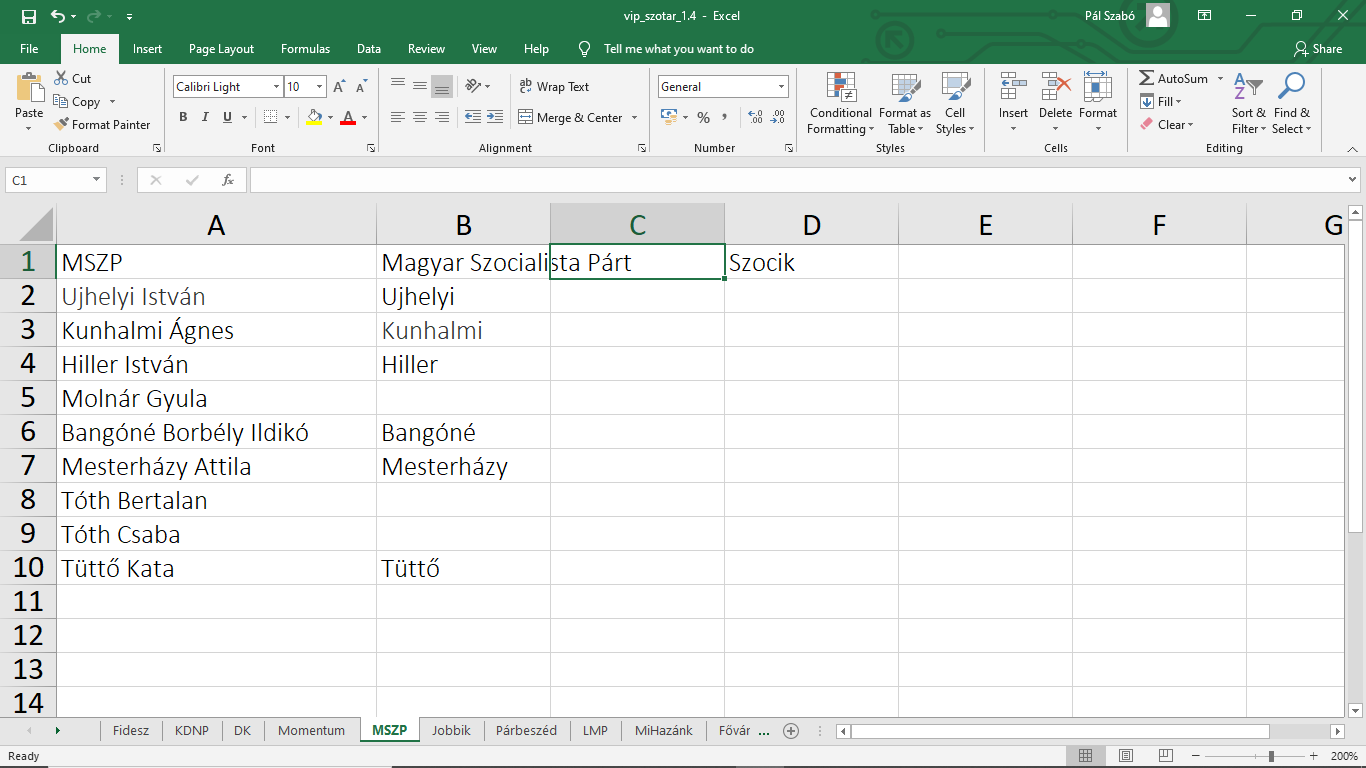 vip_szotar_1.4 - Excel
Pál Szabó
File Home Insert Page Layout Formulas Data Review View Help Tell me what you want to do Share
Paste Cut Copy Format Painter
Calibri Light 10 A A B I U A
Wrap Text Merge & Center
General % ,
Conditional Formatting Format as Table Cell Styles
Insert Delete Format
AutoSum Fill Clear Sort & Filter Find & Select
Clipboard Font Alignment Number Styles Cells Editing
C1 fx
A B C D E F G
1 MSZP Magyar Szocialista Párt Szocik
2 Ujhelyi István Ujhelyi
3 Kunhalmi Ágnes Kunhalmi
4 Hiller István Hiller
5 Molnár Gyula
6 Bangóné Borbély Ildikó Bangóné
7 Mesterházy Attila Mesterházy
8 Tóth Bertalan
9 Tóth Csaba
10 Tüttő Kata Tüttő
11
12
13
14
Fidesz KDNP DK Momentum MSZP Jobbik Párbeszéd LMP MiHazánk Fővár ...
Ready 200%